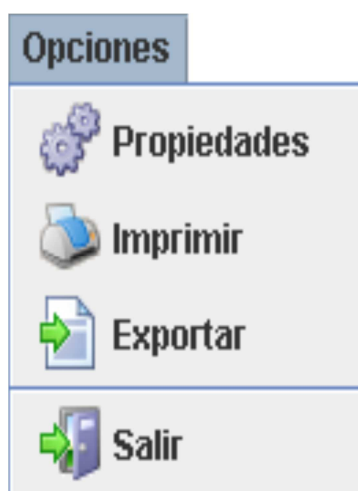 Opciones
Propiedades
Imprimir
Exportar
Salir